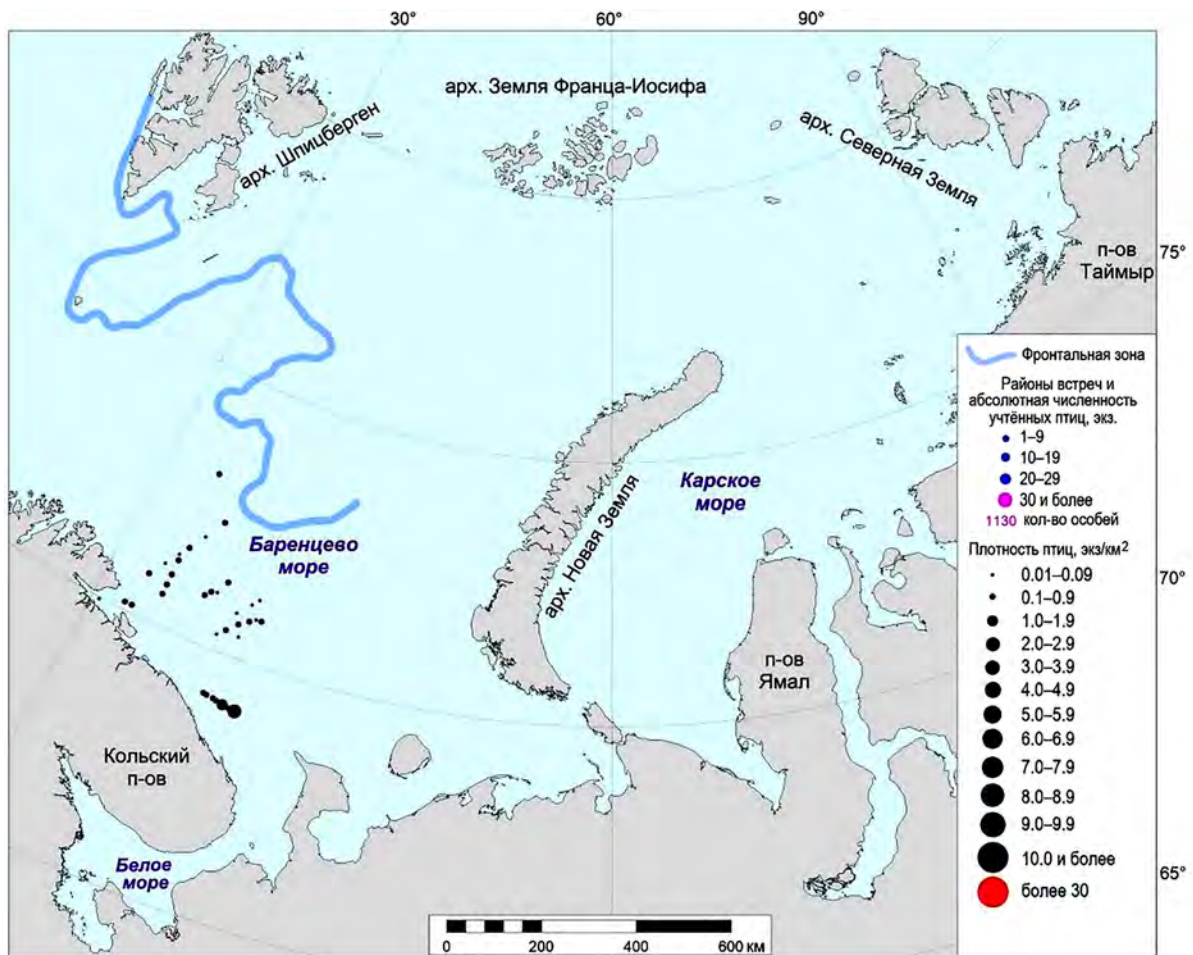 30°
60°
90°
арх. Земля Франца-Иосифа
арх. Шпицберген
арх. Северная Земля
п-ов
Таймыр
75°
Фронтальная зона
Районы встреч и
абсолютная численность
учтённых птиц, экз.
1–9
10–19
20–29
30 и более
1130 кол-во особей
Плотность птиц, экз/км²
0.01–0.09
0.1–0.9
1.0–1.9
2.0–2.9
3.0–3.9
4.0–4.9
5.0–5.9
6.0–6.9
7.0–7.9
8.0–8.9
9.0–9.9
10.0 и более
более 30
Карское
море
арх. Новая Земля
Баренцево
море
70°
п-ов
Ямал
Кольский
п-ов
Белое
море
65°
0 200 400 600 км